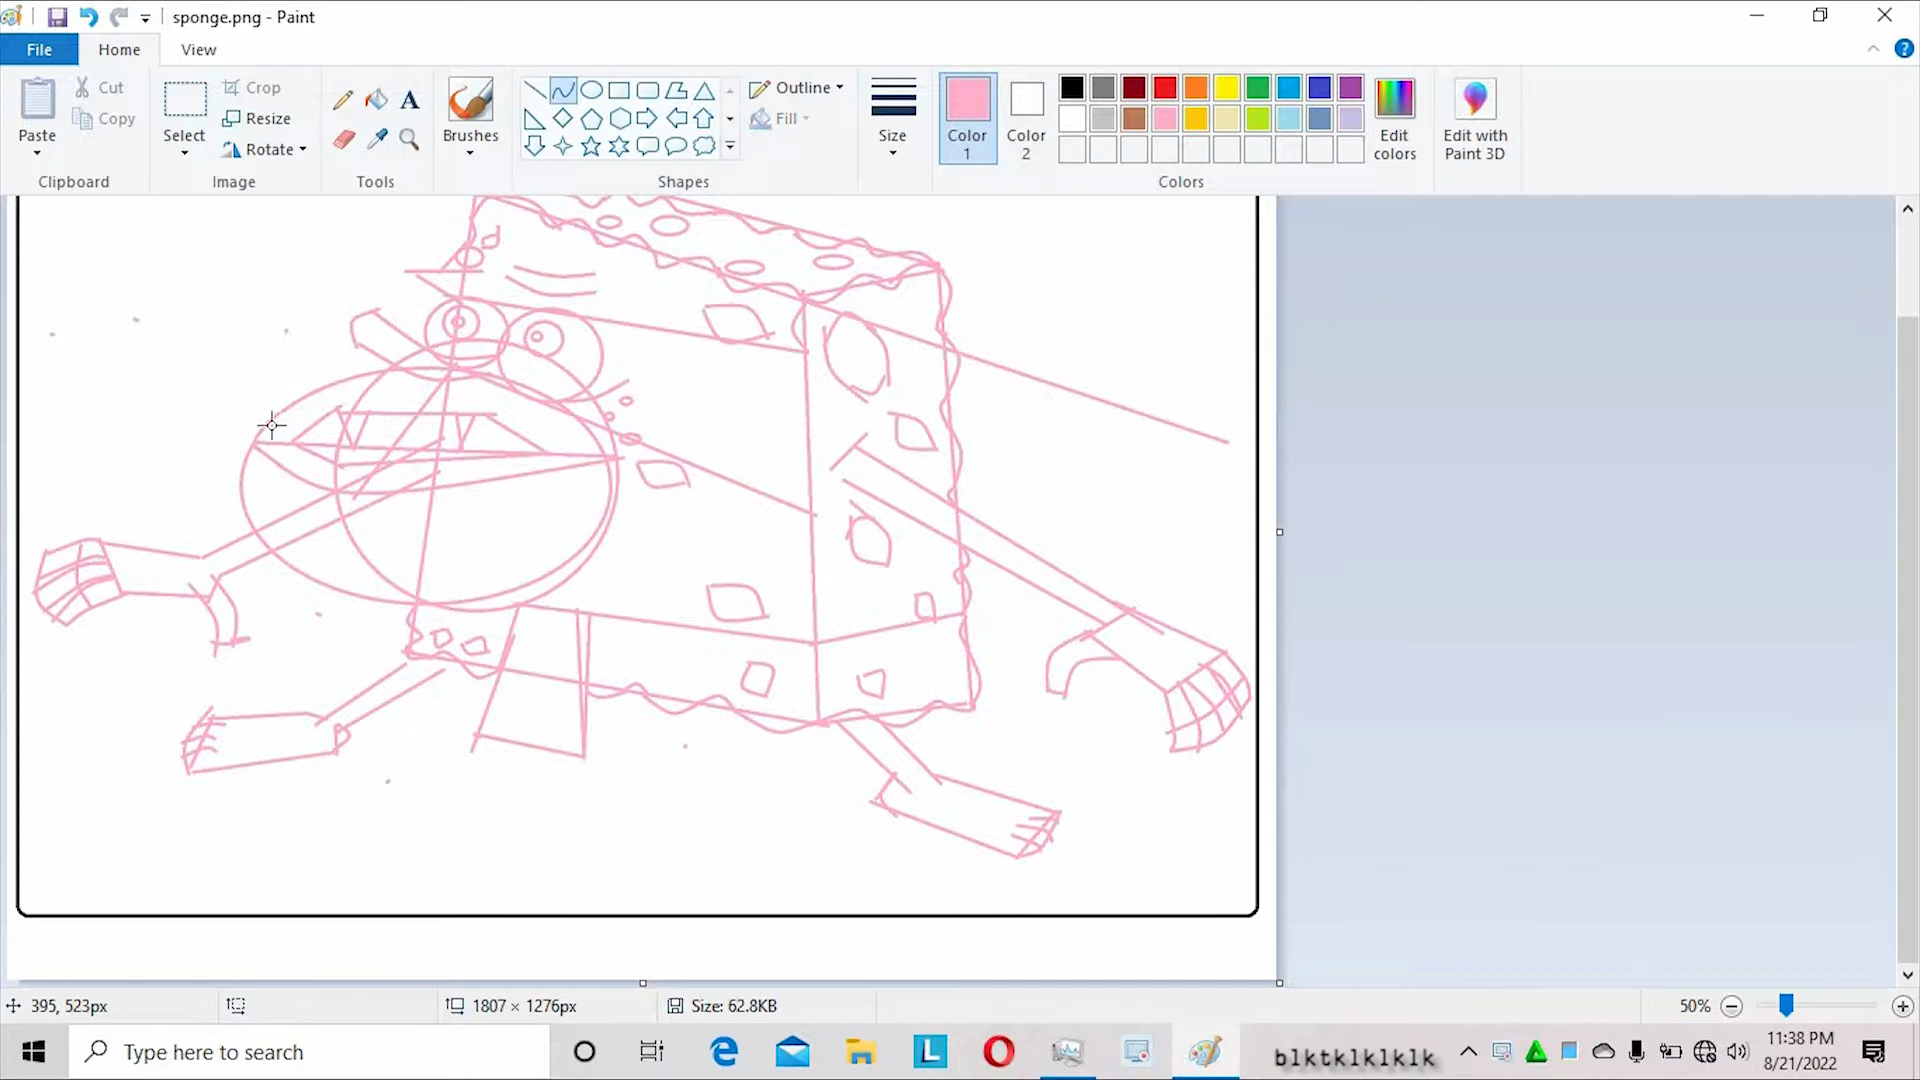 sponge.png - Paint
File Home View
Paste Cut Copy Clipboard
Select Crop Resize Rotate Image
A Tools
Brushes
Outline Fill Shapes
Size
Color 1 Color 2 Edit colors Colors
Edit with Paint 3D
395, 523px 1807 × 1276px Size: 62.8KB 50%
Type here to search
L
blktklklklk
11:38 PM
8/21/2022